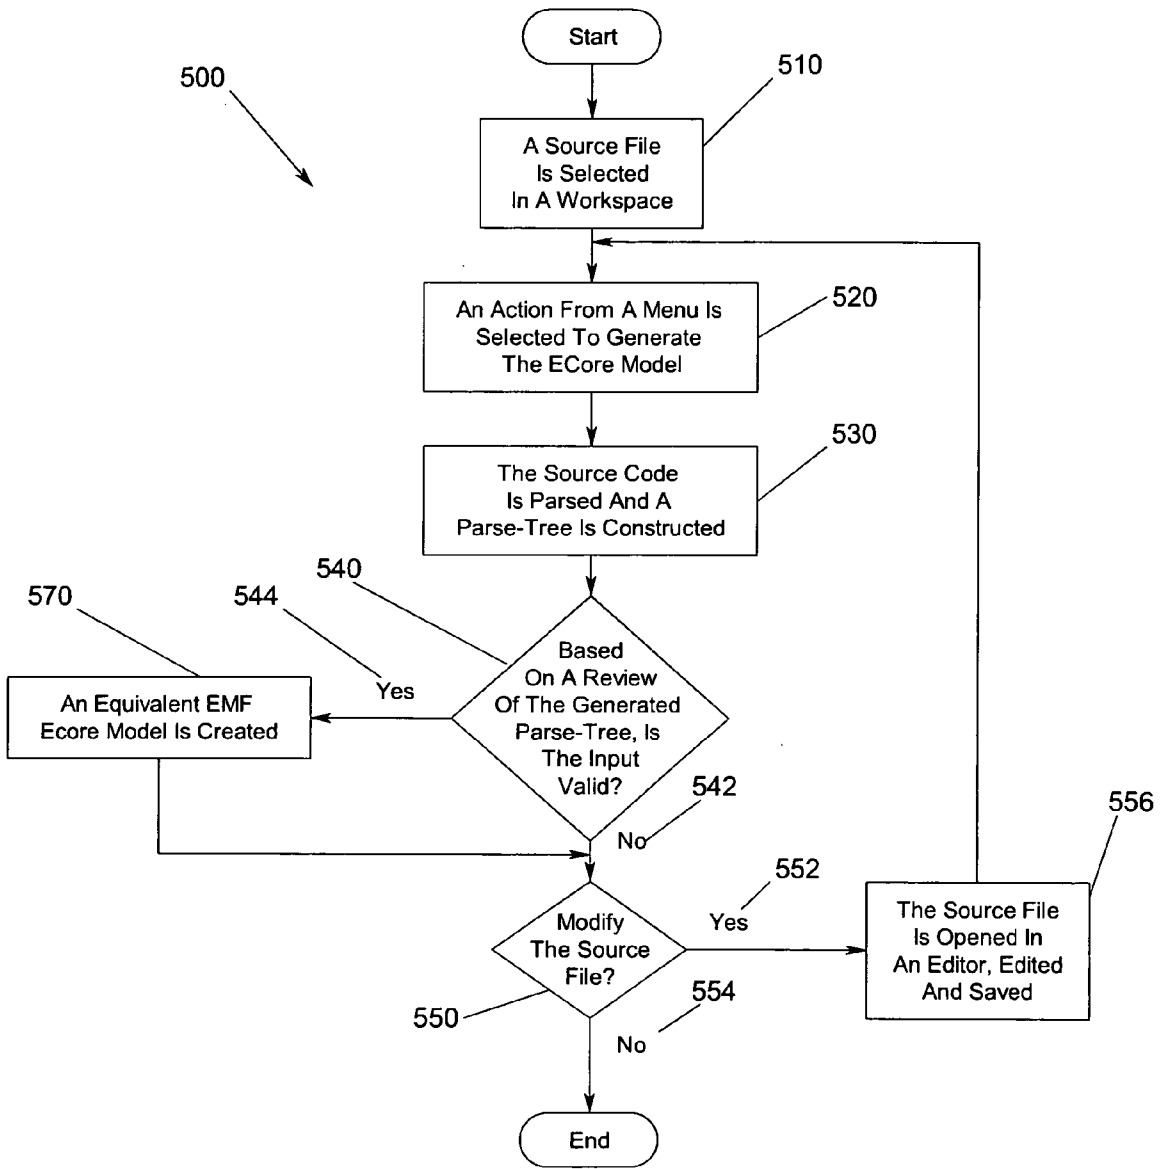 Start
500
510
A Source File
Is Selected
In A Workspace
520
An Action From A Menu Is
Selected To Generate
The ECore Model
530
The Source Code
Is Parsed And A
Parse-Tree Is Constructed
540
544
570
Yes
An Equivalent EMF
Ecore Model Is Created
Based
On A Review
Of The Generated
Parse-Tree, Is
The Input
Valid?
542
No
556
552
Yes
Modify
The Source
File?
The Source File
Is Opened In
An Editor, Edited
And Saved
550
554
No
End